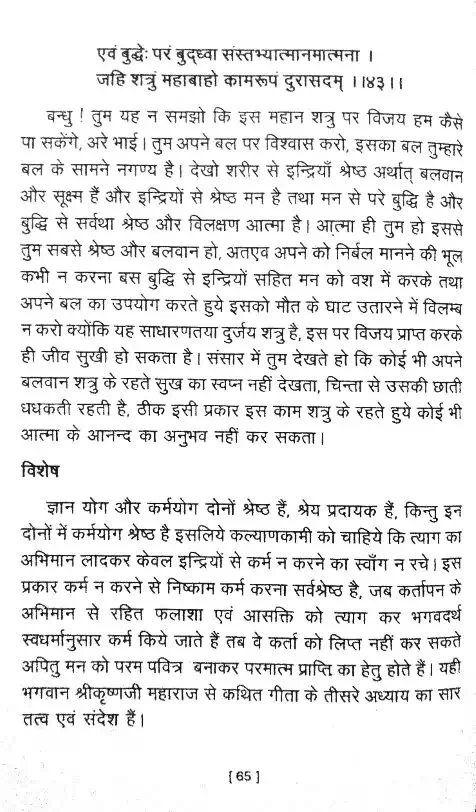 एवं बुद्धेः परं बुद्ध्वा संस्तभ्यात्मानमात्मना ।
जहि शत्रुं महाबाहो कामरूपं दुरासदम् ।।४३।।
बन्धु ! तुम यह न समझो कि इस महान शत्रु पर विजय हम कैसे
पा सकेंगे, अरे भाई। तुम अपने बल पर विश्वास करो, इसका बल तुम्हारे
बल के सामने नगण्य है। देखो शरीर से इन्द्रियाँ श्रेष्ठ अर्थात् बलवान
और सूक्ष्म हैं और इन्द्रियों से श्रेष्ठ मन है तथा मन से परे बुद्धि है और
बुद्धि से सर्वथा श्रेष्ठ और विलक्षण आत्मा है। आत्मा ही तुम हो इससे
तुम सबसे श्रेष्ठ और बलवान हो, अतएव अपने को निर्बल मानने की भूल
कभी न करना बस बुद्धि से इन्द्रियों सहित मन को वश में करके तथा
अपने बल का उपयोग करते हुये इसको मौत के घाट उतारने में विलम्ब
न करो क्योंकि यह साधारणतया दुर्जय शत्रु है, इस पर विजय प्राप्त करके
ही जीव सुखी हो सकता है। संसार में तुम देखते हो कि कोई भी अपने
बलवान शत्रु के रहते सुख का स्वप्न नहीं देखता, चिन्ता से उसकी छाती
धधकती रहती है, ठीक इसी प्रकार इस काम शत्रु के रहते हुये कोई भी
आत्मा के आनन्द का अनुभव नहीं कर सकता।
विशेष
ज्ञान योग और कर्मयोग दोनों श्रेष्ठ हैं, श्रेय प्रदायक हैं, किन्तु इन
दोनों में कर्मयोग श्रेष्ठ है इसलिये कल्याणकामी को चाहिये कि त्याग का
अभिमान लादकर केवल इन्द्रियों से कर्म न करने का स्वाँग न रचे। इस
प्रकार कर्म न करने से निष्काम कर्म करना सर्वश्रेष्ठ है, जब कर्तापन के
अभिमान से रहित फलाशा एवं आसक्ति को त्याग कर भगवदर्थ
स्वधर्मानुसार कर्म किये जाते हैं तब वे कर्ता को लिप्त नहीं कर सकते
अपितु मन को परम पवित्र बनाकर परमात्म प्राप्ति का हेतु होते हैं। यही
भगवान श्रीकृष्णजी महाराज से कथित गीता के तीसरे अध्याय का सार
तत्व एवं संदेश हैं।
[ 65 ]